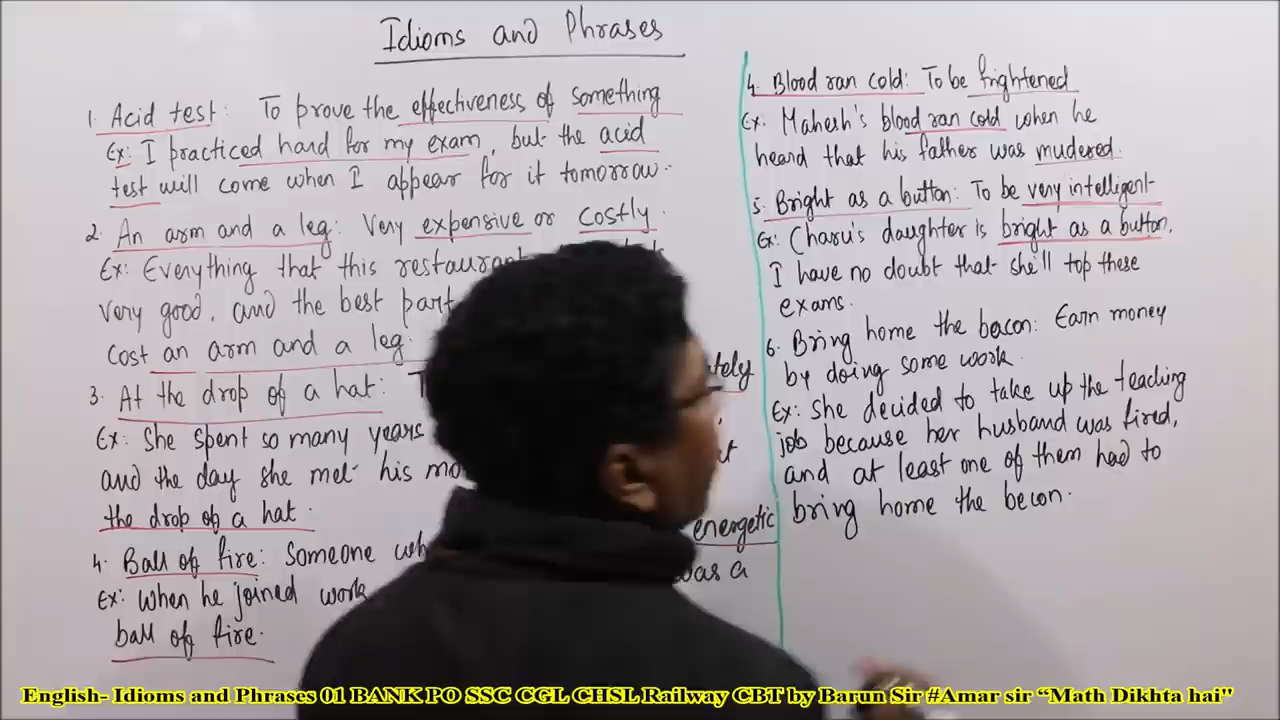 Idioms and Phrases
1. Acid test: To prove the effectiveness of something
Ex: I practiced hard for my exam, but the acid
test will come when I appear for it tomorrow.
2. An arm and a leg: Very expensive or costly.
Ex: Everything that this restaurant
very good, and the best part
cost an arm and a leg.
3. At the drop of a hat:
Ex: She spent so many years
and the day she met his
the drop of a hat.
4. Ball of fire: Someone energetic
Ex: When he joined work was a
ball of fire.
4. Blood ran cold: To be frightened
Ex: Mahesh's blood ran cold when he
heard that his father was mudered.
5. Bright as a button: To be very intelligent
Ex: Charu's daughter is bright as a button.
I have no doubt that she'll top these
exams.
6. Bring home the bacon: Earn money
by doing some work.
Ex: She decided to take up the teaching
job because her husband was fired,
and at least one of them had to
bring home the becon.
English- Idioms and Phrases 01 BANK PO SSC CGL CHSL Railway CBT by Barun Sir #Amar sir “Math Dikhta hai"